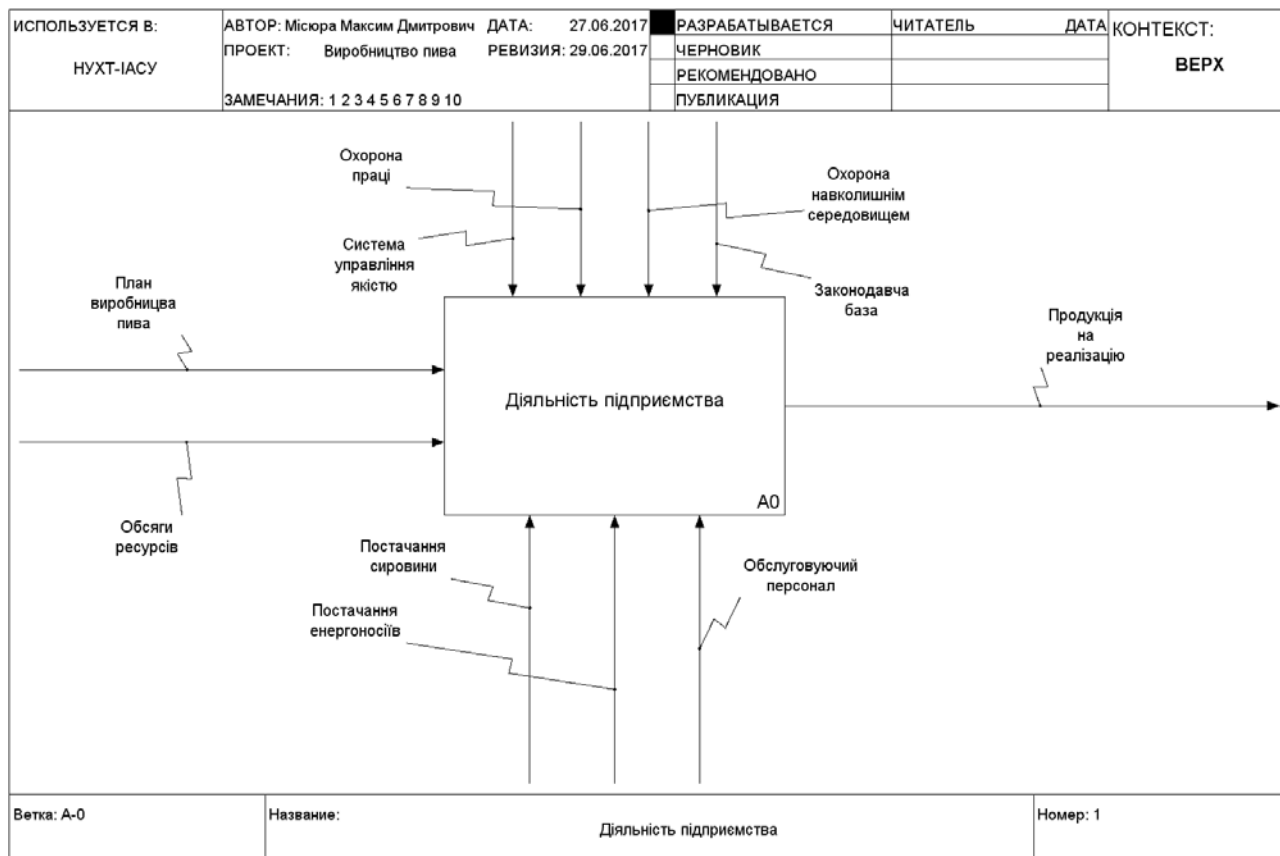 ИСПОЛЬЗУЕТСЯ В:
НУХТ-ІАСУ
АВТОР: Місюра Максим Дмитрович ДАТА: 27.06.2017
ПРОЕКТ: Виробництво пива РЕВИЗИЯ: 29.06.2017
ЗАМЕЧАНИЯ: 1 2 3 4 5 6 7 8 9 10
РАЗРАБАТЫВАЕТСЯ
ЧЕРНОВИК
РЕКОМЕНДОВАНО
ПУБЛИКАЦИЯ
ЧИТАТЕЛЬ ДАТА
КОНТЕКСТ:
ВЕРХ
Охорона
праці
Система
управління
якістю
Охорона
навколишнім
середовищем
Законодавча
база
План
виробницва
пива
Обсяги
ресурсів
Діяльність підприємства
A0
Продукція
на
реалізацію
Постачання
сировини
Постачання
енергоносіїв
Обслуговуючий
персонал
Ветка: A-0
Название:
Діяльність підприємства
Номер: 1